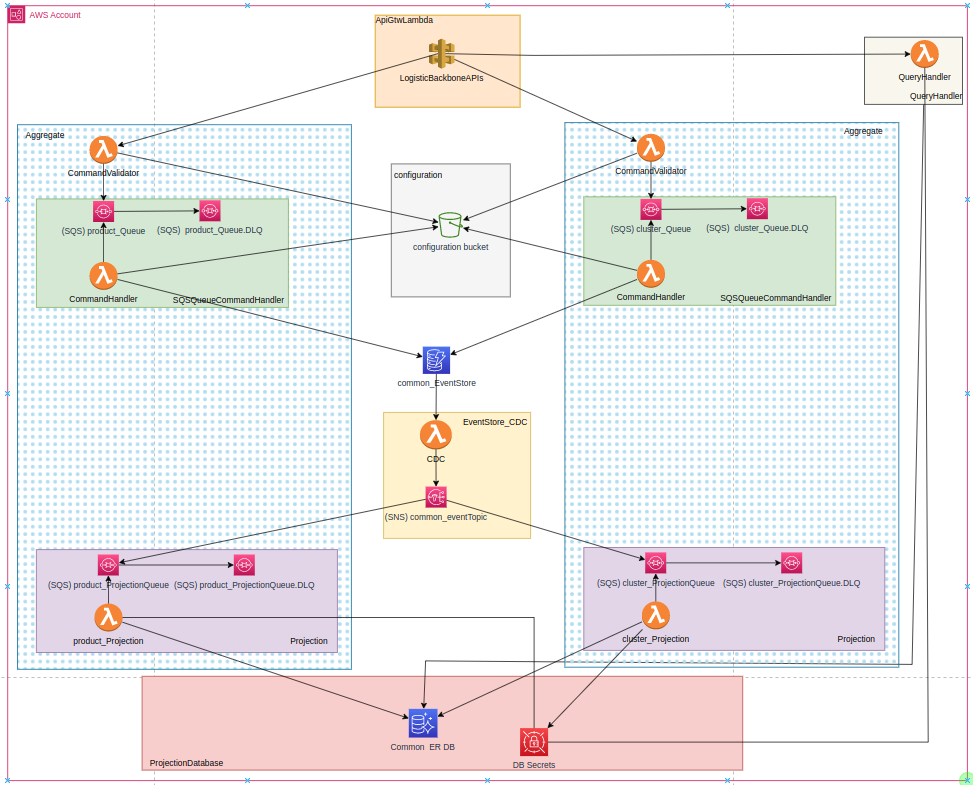 AWS Account
ApiGtwLambda
LogisticBackboneAPIs
QueryHandler
QueryHandler
Aggregate
CommandValidator
(SQS) product_Queue
(SQS) product_Queue.DLQ
CommandHandler
SQSQueueCommandHandler
configuration
configuration bucket
Aggregate
CommandValidator
(SQS) cluster_Queue
(SQS) cluster_Queue.DLQ
CommandHandler
SQSQueueCommandHandler
common_EventStore
EventStore_CDC
CDC
(SNS) common_eventTopic
(SQS) product_ProjectionQueue
(SQS) product_ProjectionQueue.DLQ
product_Projection
Projection
(SQS) cluster_ProjectionQueue
(SQS) cluster_ProjectionQueue.DLQ
cluster_Projection
Projection
Common ER DB
DB Secrets
ProjectionDatabase